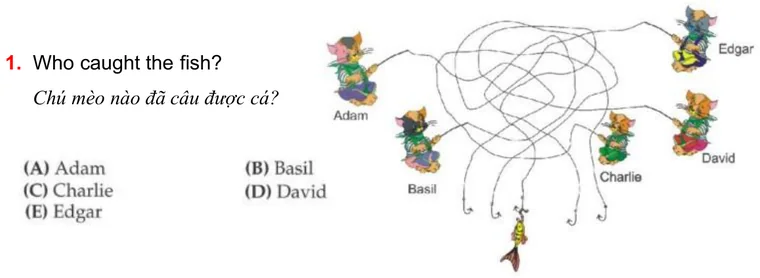 1. Who caught the fish?
Chú mèo nào đã câu được cá?
(A) Adam
(B) Basil
(C) Charlie
(D) David
(E) Edgar
Adam
Basil
Charlie
David
Edgar